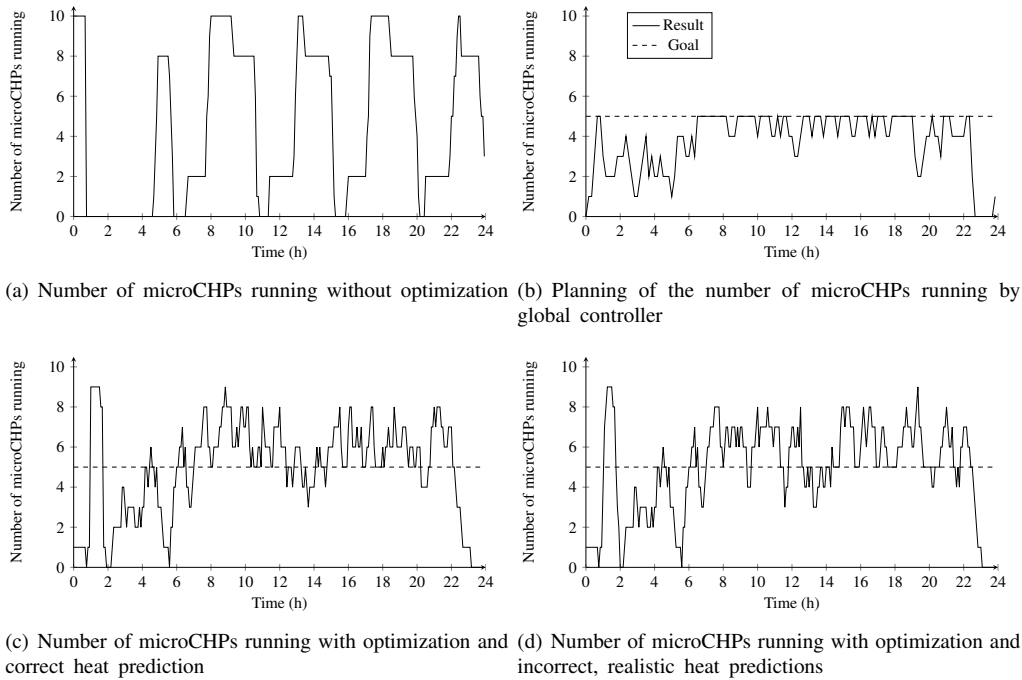 Number of microCHPs running
10
8
6
4
2
0
0 2 4 6 8 10 12 14 16 18 20 22 24
Time (h)
(a) Number of microCHPs running without optimization
Number of microCHPs running
10
8
6
4
2
0
0 2 4 6 8 10 12 14 16 18 20 22 24
Time (h)
Result
Goal
(b) Planning of the number of microCHPs running by
global controller
Number of microCHPs running
10
8
6
4
2
0
0 2 4 6 8 10 12 14 16 18 20 22 24
Time (h)
(c) Number of microCHPs running with optimization and
correct heat prediction
Number of microCHPs running
10
8
6
4
2
0
0 2 4 6 8 10 12 14 16 18 20 22 24
Time (h)
(d) Number of microCHPs running with optimization and
incorrect, realistic heat predictions